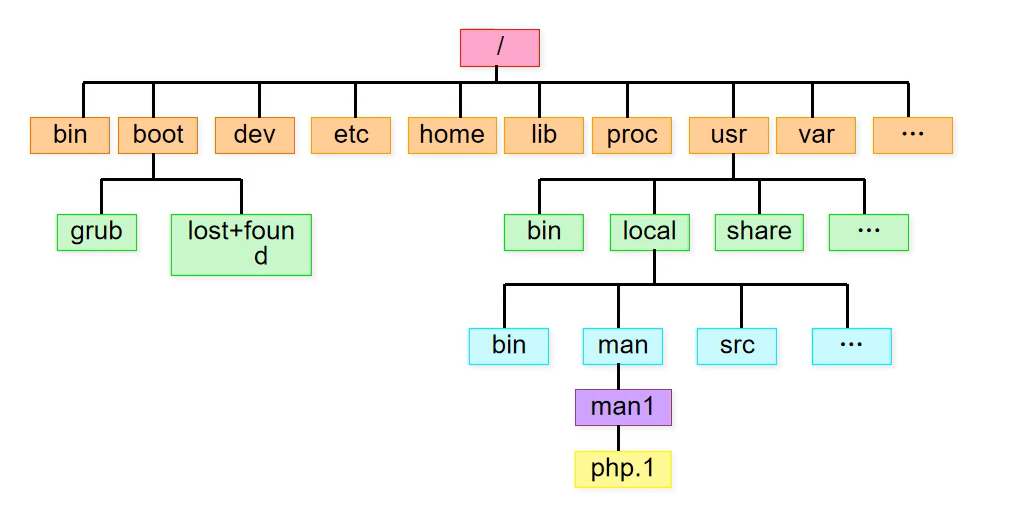 /
bin
boot
dev
etc
home
lib
proc
usr
var
...
grub
lost+foun
d
bin
local
share
...
bin
man
src
...
man1
php.1